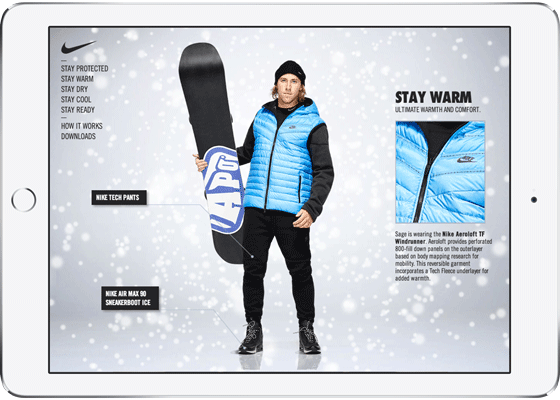 STAY PROTECTED
STAY WARM
STAY DRY
STAY COOL
STAY READY
HOW IT WORKS
DOWNLOADS
NIKE TECH PANTS
NIKE AIR MAX 90
SNEAKERBOOT ICE
APO
STAY WARM
ULTIMATE WARMTH AND COMFORT.
Sage is wearing the Nike Aeroloft TF
Windrunner. Aeroloft provides perforated
800-fill down panels on the outerlayer
based on body mapping research for
mobility. This reversible garment
incorporates a Tech Fleece underlayer for
added warmth.